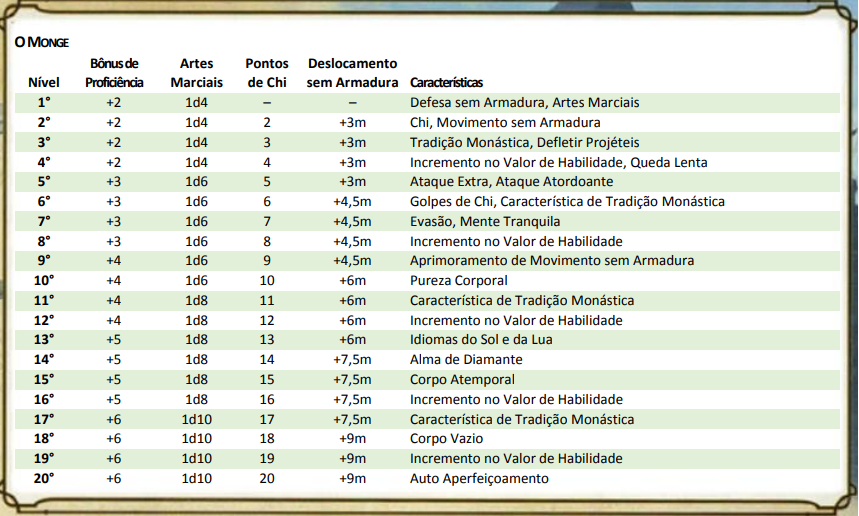 O MONGE
Bônus de Artes Pontos Deslocamento
Nível Proficiência Marciais de Chi sem Armadura Características
1° +2 1d4 – – Defesa sem Armadura, Artes Marciais
2° +2 1d4 2 +3m Chi, Movimento sem Armadura
3° +2 1d4 3 +3m Tradição Monástica, Defletir Projéteis
4° +2 1d4 4 +3m Incremento no Valor de Habilidade, Queda Lenta
5° +3 1d6 5 +3m Ataque Extra, Ataque Atordoante
6° +3 1d6 6 +4,5m Golpes de Chi, Característica de Tradição Monástica
7° +3 1d6 7 +4,5m Evasão, Mente Tranquila
8° +3 1d6 8 +4,5m Incremento no Valor de Habilidade
9° +4 1d6 9 +4,5m Aprimoramento de Movimento sem Armadura
10° +4 1d6 10 +6m Pureza Corporal
11° +4 1d8 11 +6m Característica de Tradição Monástica
12° +4 1d8 12 +6m Incremento no Valor de Habilidade
13° +5 1d8 13 +6m Idiomas do Sol e da Lua
14° +5 1d8 14 +7,5m Alma de Diamante
15° +5 1d8 15 +7,5m Corpo Atemporal
16° +5 1d8 16 +7,5m Incremento no Valor de Habilidade
17° +6 1d10 17 +7,5m Característica de Tradição Monástica
18° +6 1d10 18 +9m Corpo Vazio
19° +6 1d10 19 +9m Incremento no Valor de Habilidade
20° +6 1d10 20 +9m Auto Aperfeiçoamento